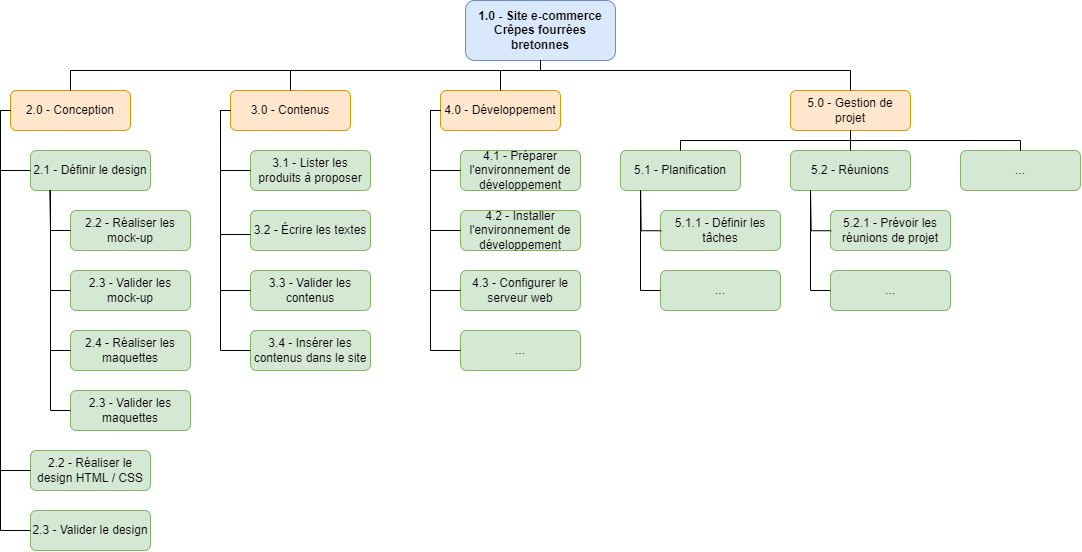 1.0 - Site e-commerce
Crêpes fourrées
bretonnes
2.0 - Conception
3.0 - Contenus
4.0 - Développement
5.0 - Gestion de
projet
2.1 - Définir le design
2.2 - Réaliser les
mock-up
2.3 - Valider les
mock-up
2.4 - Réaliser les
maquettes
2.3 - Valider les
maquettes
2.2 - Réaliser le
design HTML / CSS
2.3 - Valider le design
3.1 - Lister les
produits à proposer
3.2 - Écrire les textes
3.3 - Valider les
contenus
3.4 - Insérer les
contenus dans le site
4.1 - Préparer
l'environnement de
développement
4.2 - Installer
l'environnement de
développement
4.3 - Configurer le
serveur web
...
5.1 - Planification
5.1.1 - Définir les
tâches
...
5.2 - Réunions
5.2.1 - Prévoir les
réunions de projet
...
...